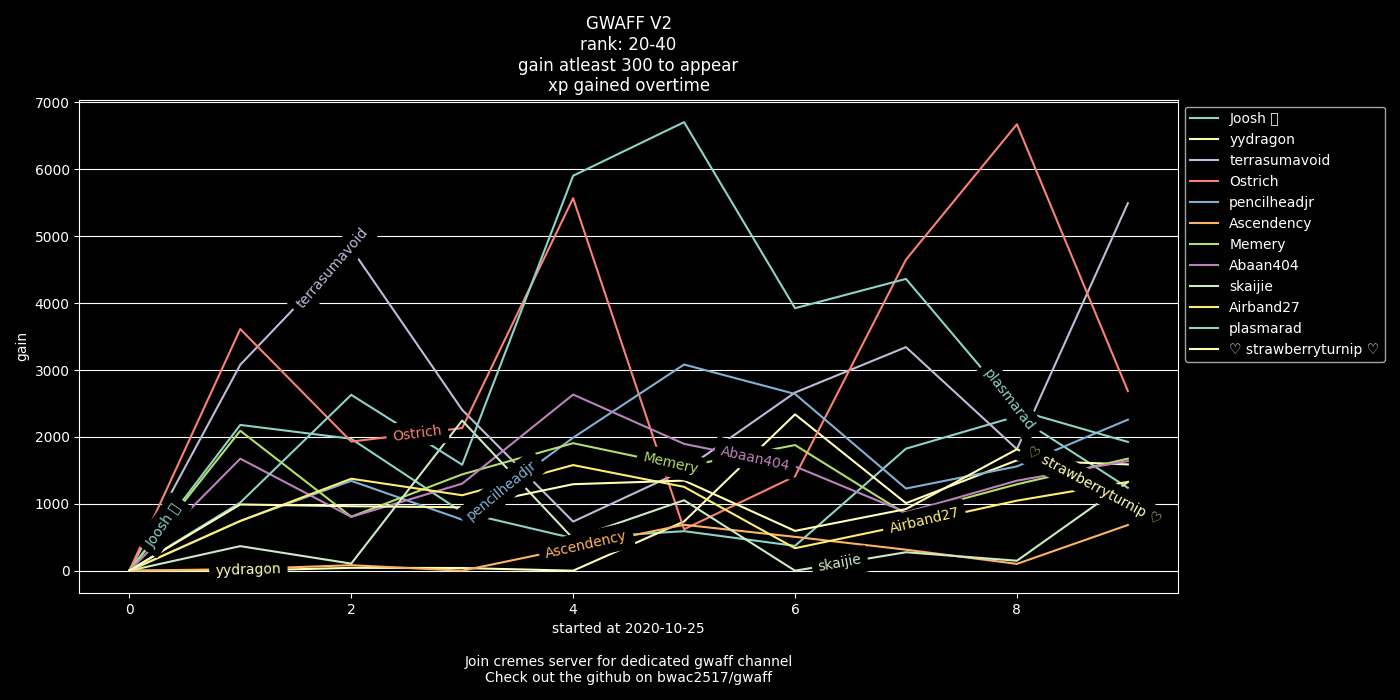 GWAFF V2
rank: 20-40
gain atleast 300 to appear
xp gained overtime
7000
6000
5000
4000
3000
2000
1000
0
gain
0 2 4 6 8
started at 2020-10-25
Join cremes server for dedicated gwaff channel
Check out the github on bwac2517/gwaff
Joosh ▯
yydragon
terrasumavoid
Ostrich
pencilheadjr
Ascendency
Memery
Abaan404
skaijie
Airband27
plasmarad
♡ strawberryturnip ♡
Joosh ▯
yydragon
terrasumavoid
Ostrich
pencilheadjr
Ascendency
Memery
Abaan404
skaijie
Airband27
plasmarad
♡ strawberryturnip ♡